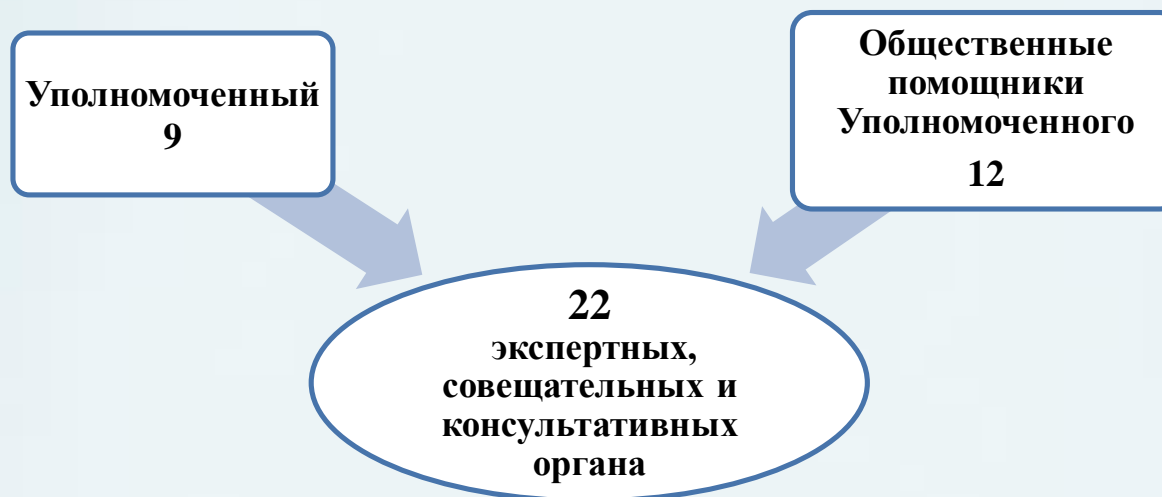 Уполномоченный
9
Общественные
помощники
Уполномоченного
12
22
экспертных,
совещательных и
консультативных
органа